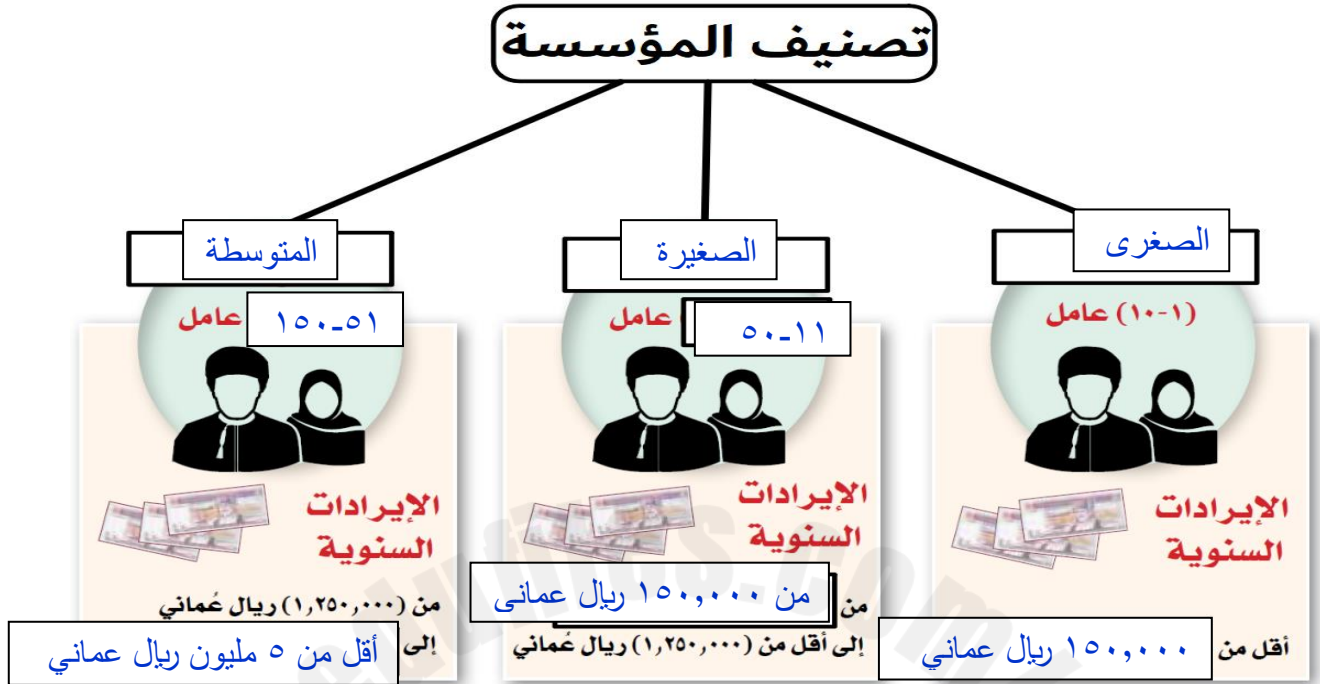 تصنيف المؤسسة
الصغرى
(١-١٠) عامل
الإيرادات
السنوية
أقل من ١٥٠,٠٠٠ ريال عماني
الصغيرة
١١-٥٠ عامل
الإيرادات
السنوية
من من ١٥٠,٠٠٠ ريال عمانى
إلى أقل من (١,٢٥٠,٠٠٠) ريال عُماني
المتوسطة
٥١-١٥٠ عامل
الإيرادات
السنوية
من (١,٢٥٠,٠٠٠) ريال عُماني
إلى أقل من ٥ مليون ريال عماني